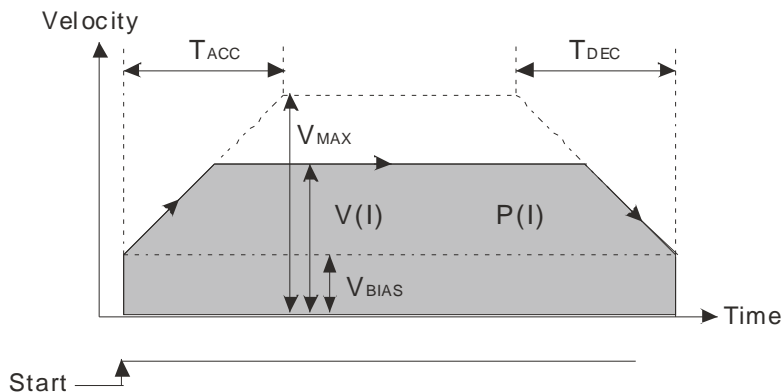 Velocity
TACC
TDEC
VMAX
V(I)
P(I)
VBIAS
Time
Start